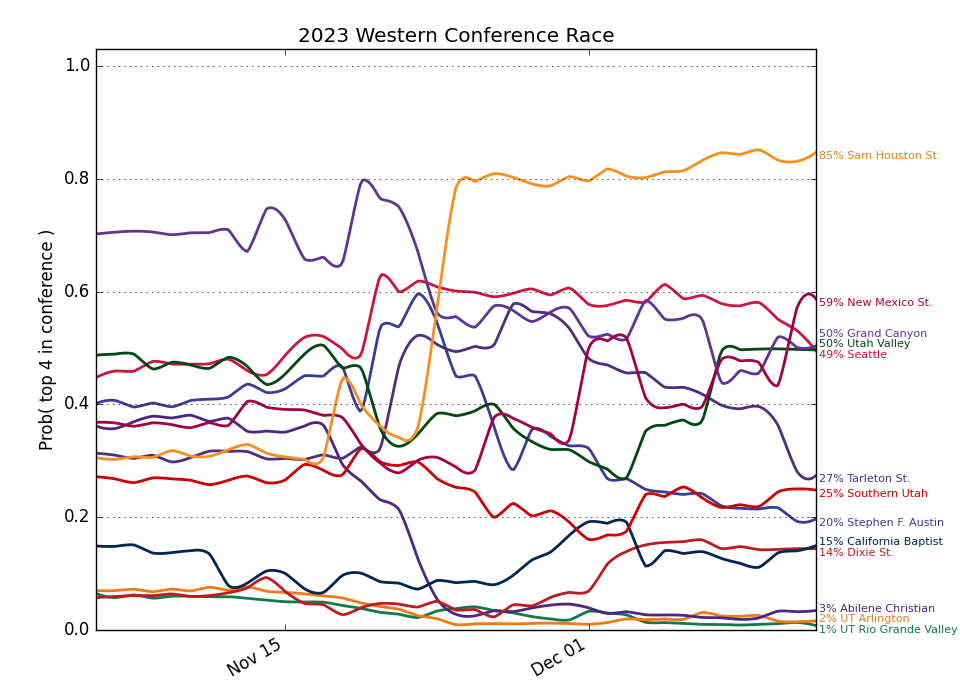 2023 Western Conference Race
Prob( top 4 in conference )
1.0
0.8
0.6
0.4
0.2
0.0
Nov 15
Dec 01
85% Sam Houston St.
59% New Mexico St.
50% Grand Canyon
50% Utah Valley
49% Seattle
27% Tarleton St.
25% Southern Utah
20% Stephen F. Austin
15% California Baptist
14% Dixie St.
3% Abilene Christian
2% UT Arlington
1% UT Rio Grande Valley